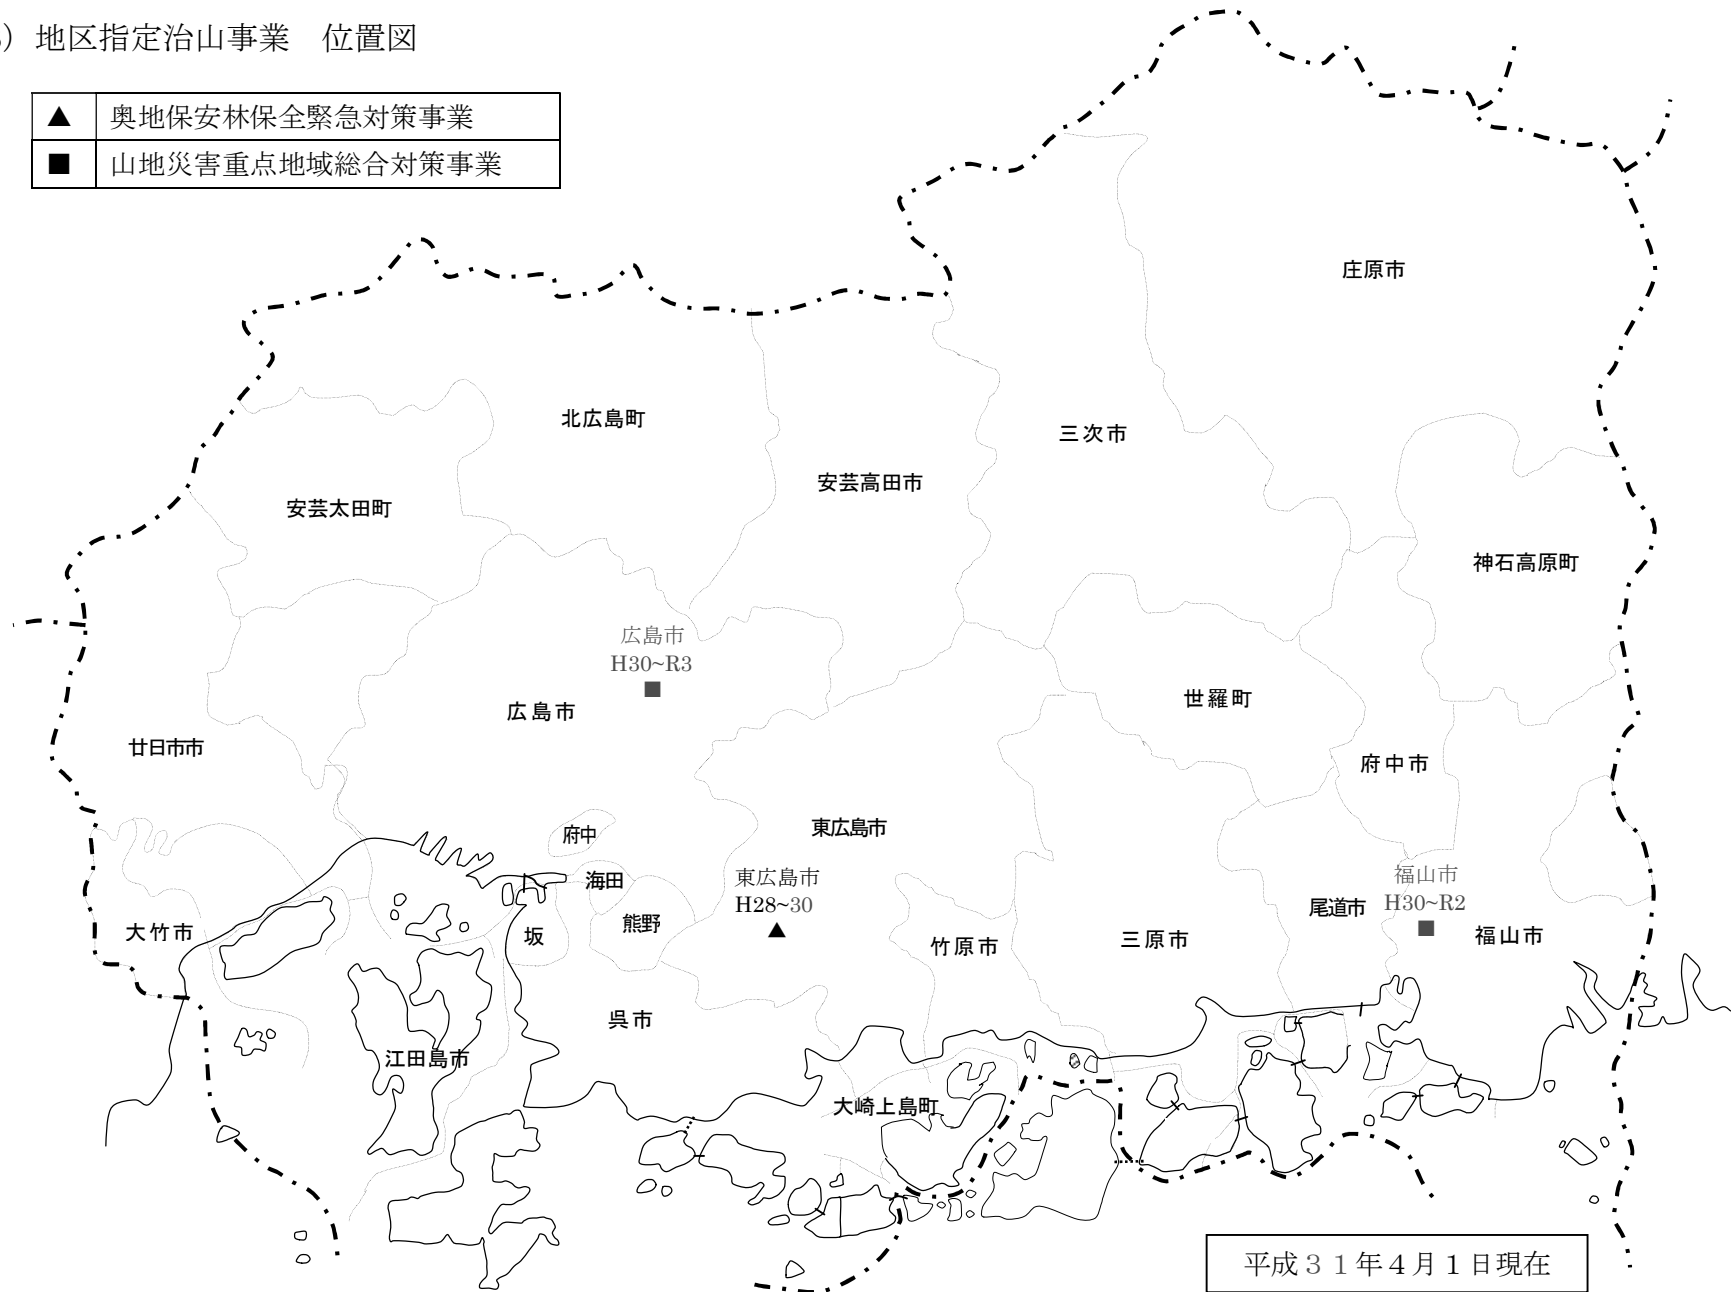 ）地区指定治山事業　位置図
▲ 奥地保安林保全緊急対策事業
■ 山地災害重点地域総合対策事業
庄原市
北広島町
三次市
安芸高田市
安芸太田町
神石高原町
広島市
H30~R3
広島市
世羅町
廿日市市
府中市
府中
東広島市
海田
東広島市
H28~30
福山市
H30~R2
尾道市
熊野
大竹市
坂
竹原市
三原市
福山市
呉市
江田島市
大崎上島町
平成３１年４月１日現在